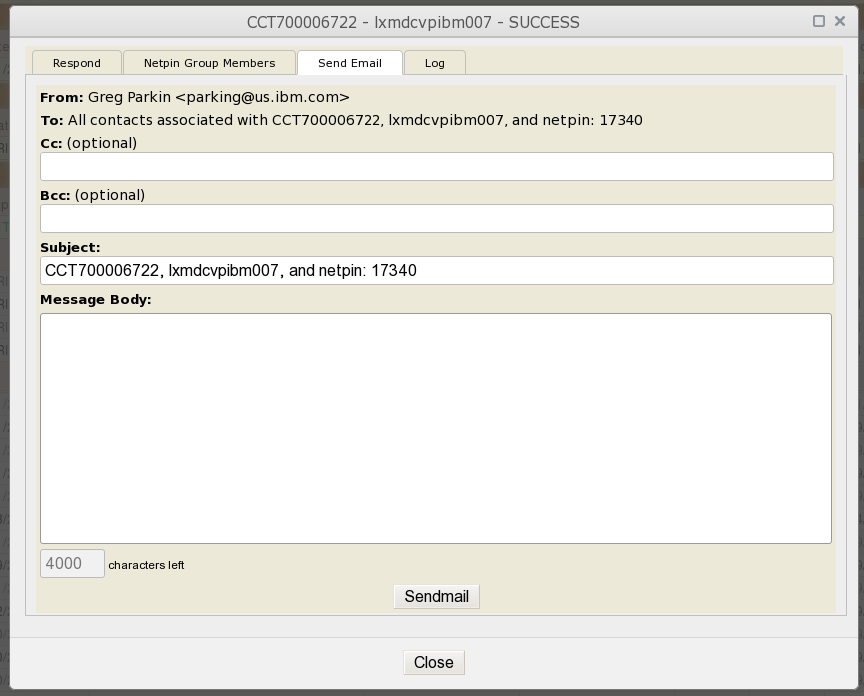 CCT700006722 - lxmdcvpibm007 - SUCCESS
Respond
Netpin Group Members
Send Email
Log
From: Greg Parkin <parking@us.ibm.com>
To: All contacts associated with CCT700006722, lxmdcvpibm007, and netpin: 17340
Cc: (optional)
Bcc: (optional)
Subject:
CCT700006722, lxmdcvpibm007, and netpin: 17340
Message Body:
4000 characters left
Sendmail
Close